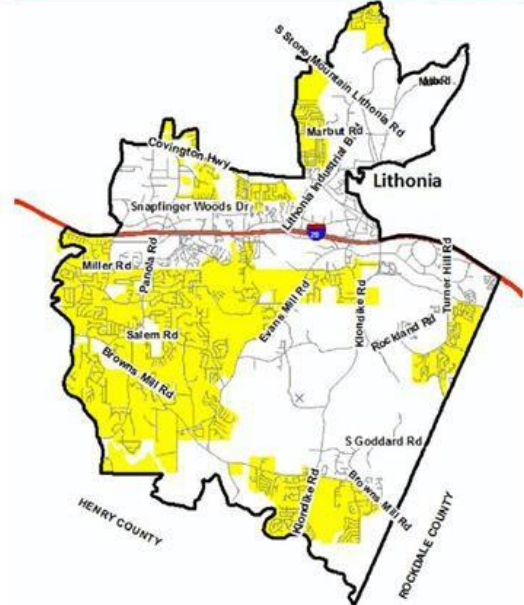 S Stone Mountain Lithonia Rd
Marbut Rd
Covington Hwy
Lithonia
Lithonia Industrial Blvd
Snapfinger Woods Dr
20
Miller Rd
Panola Rd
Turner Hill Rd
Evans Mill Rd
Klondike Rd
Rockland Rd
Salem Rd
Browns Mill Rd
S Goddard Rd
Klondike Rd
Browns Mill Rd
HENRY COUNTY
ROCKDALE COUNTY